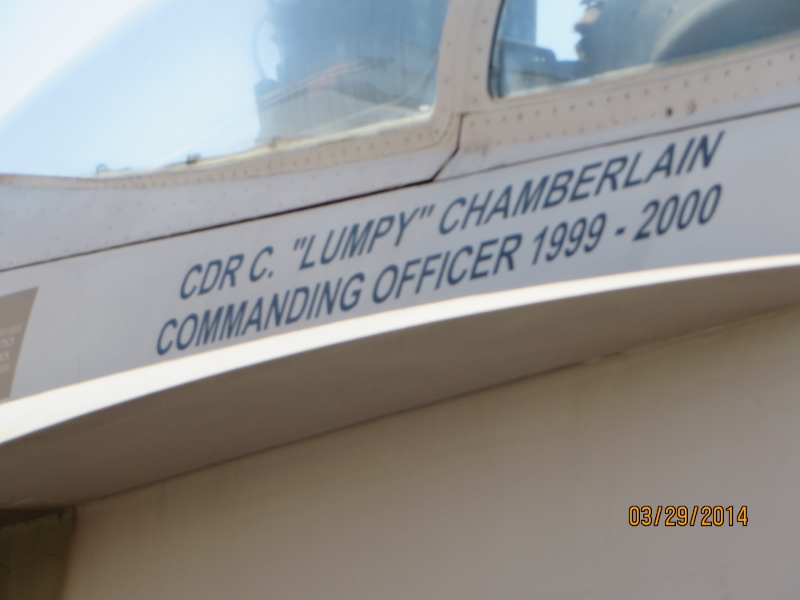 CDR C. "LUMPY" CHAMBERLAIN
COMMANDING OFFICER 1999 - 2000
03/29/2014